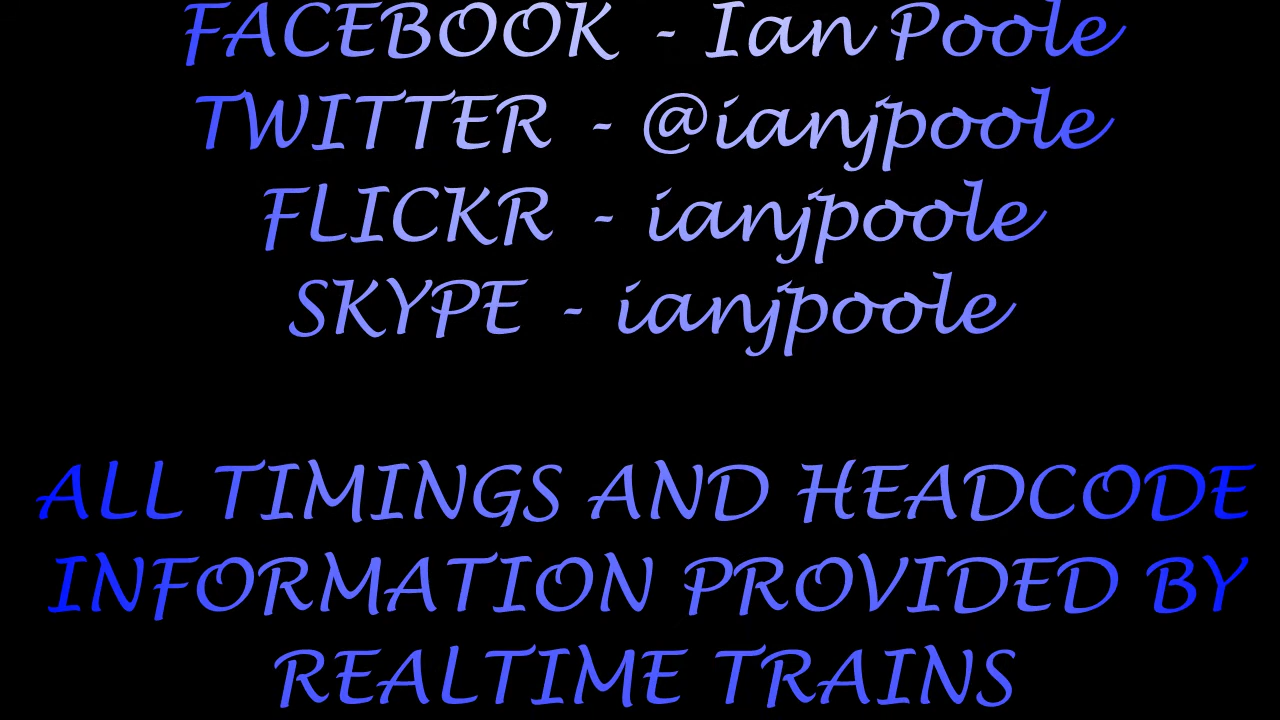 FACEBOOK - Ian Poole
TWITTER - @ianjpoole
FLICKR - ianjpoole
SKYPE - ianjpoole
ALL TIMINGS AND HEADCODE
INFORMATION PROVIDED BY
REALTIME TRAINS